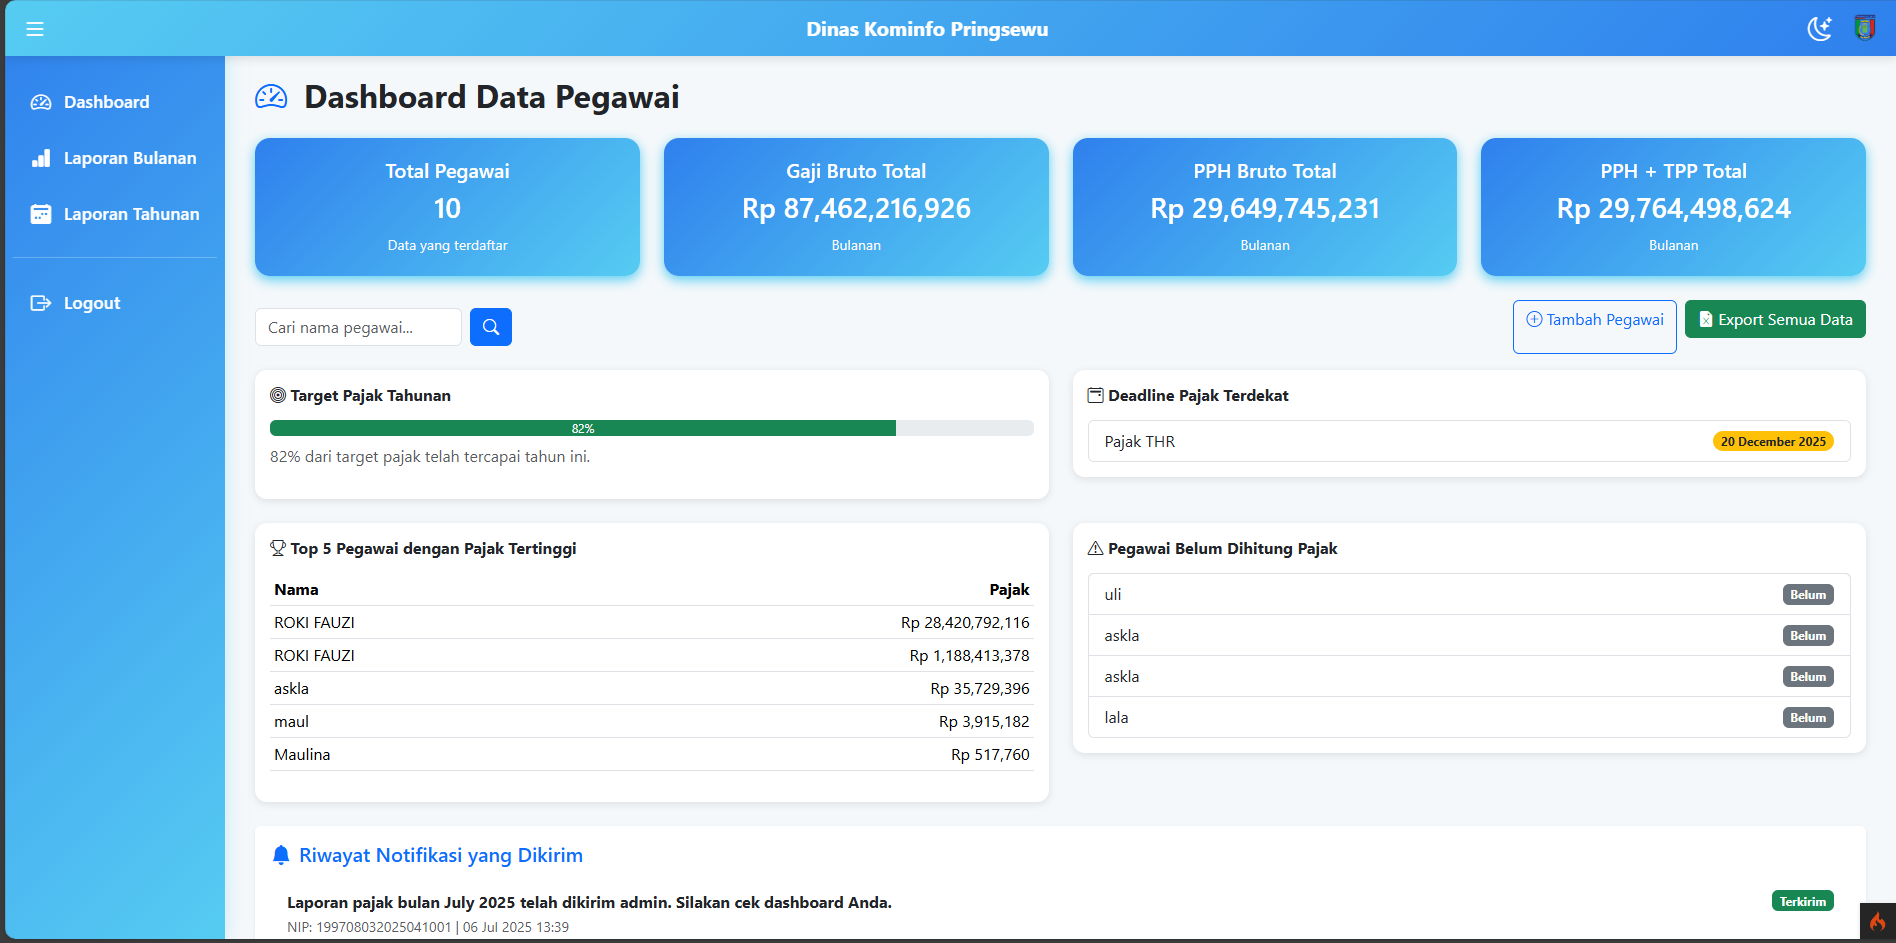 Dinas Kominfo Pringsewu
Dashboard
Laporan Bulanan
Laporan Tahunan
Logout
Dashboard Data Pegawai
Total Pegawai
10
Data yang terdaftar
Gaji Bruto Total
Rp 87,462,216,926
Bulanan
PPH Bruto Total
Rp 29,649,745,231
Bulanan
PPH + TPP Total
Rp 29,764,498,624
Bulanan
Cari nama pegawai...
Tambah Pegawai
Export Semua Data
Target Pajak Tahunan
82%
82% dari target pajak telah tercapai tahun ini.
Deadline Pajak Terdekat
Pajak THR 20 December 2025
Top 5 Pegawai dengan Pajak Tertinggi
Nama Pajak
ROKI FAUZI Rp 28,420,792,116
ROKI FAUZI Rp 1,188,413,378
askla Rp 35,729,396
maul Rp 3,915,182
Maulina Rp 517,760
Pegawai Belum Dihitung Pajak
uli Belum
askla Belum
askla Belum
lala Belum
Riwayat Notifikasi yang Dikirim
Laporan pajak bulan July 2025 telah dikirim admin. Silakan cek dashboard Anda. Terkirim
NIP: 199708032025041001 | 06 Jul 2025 13:39